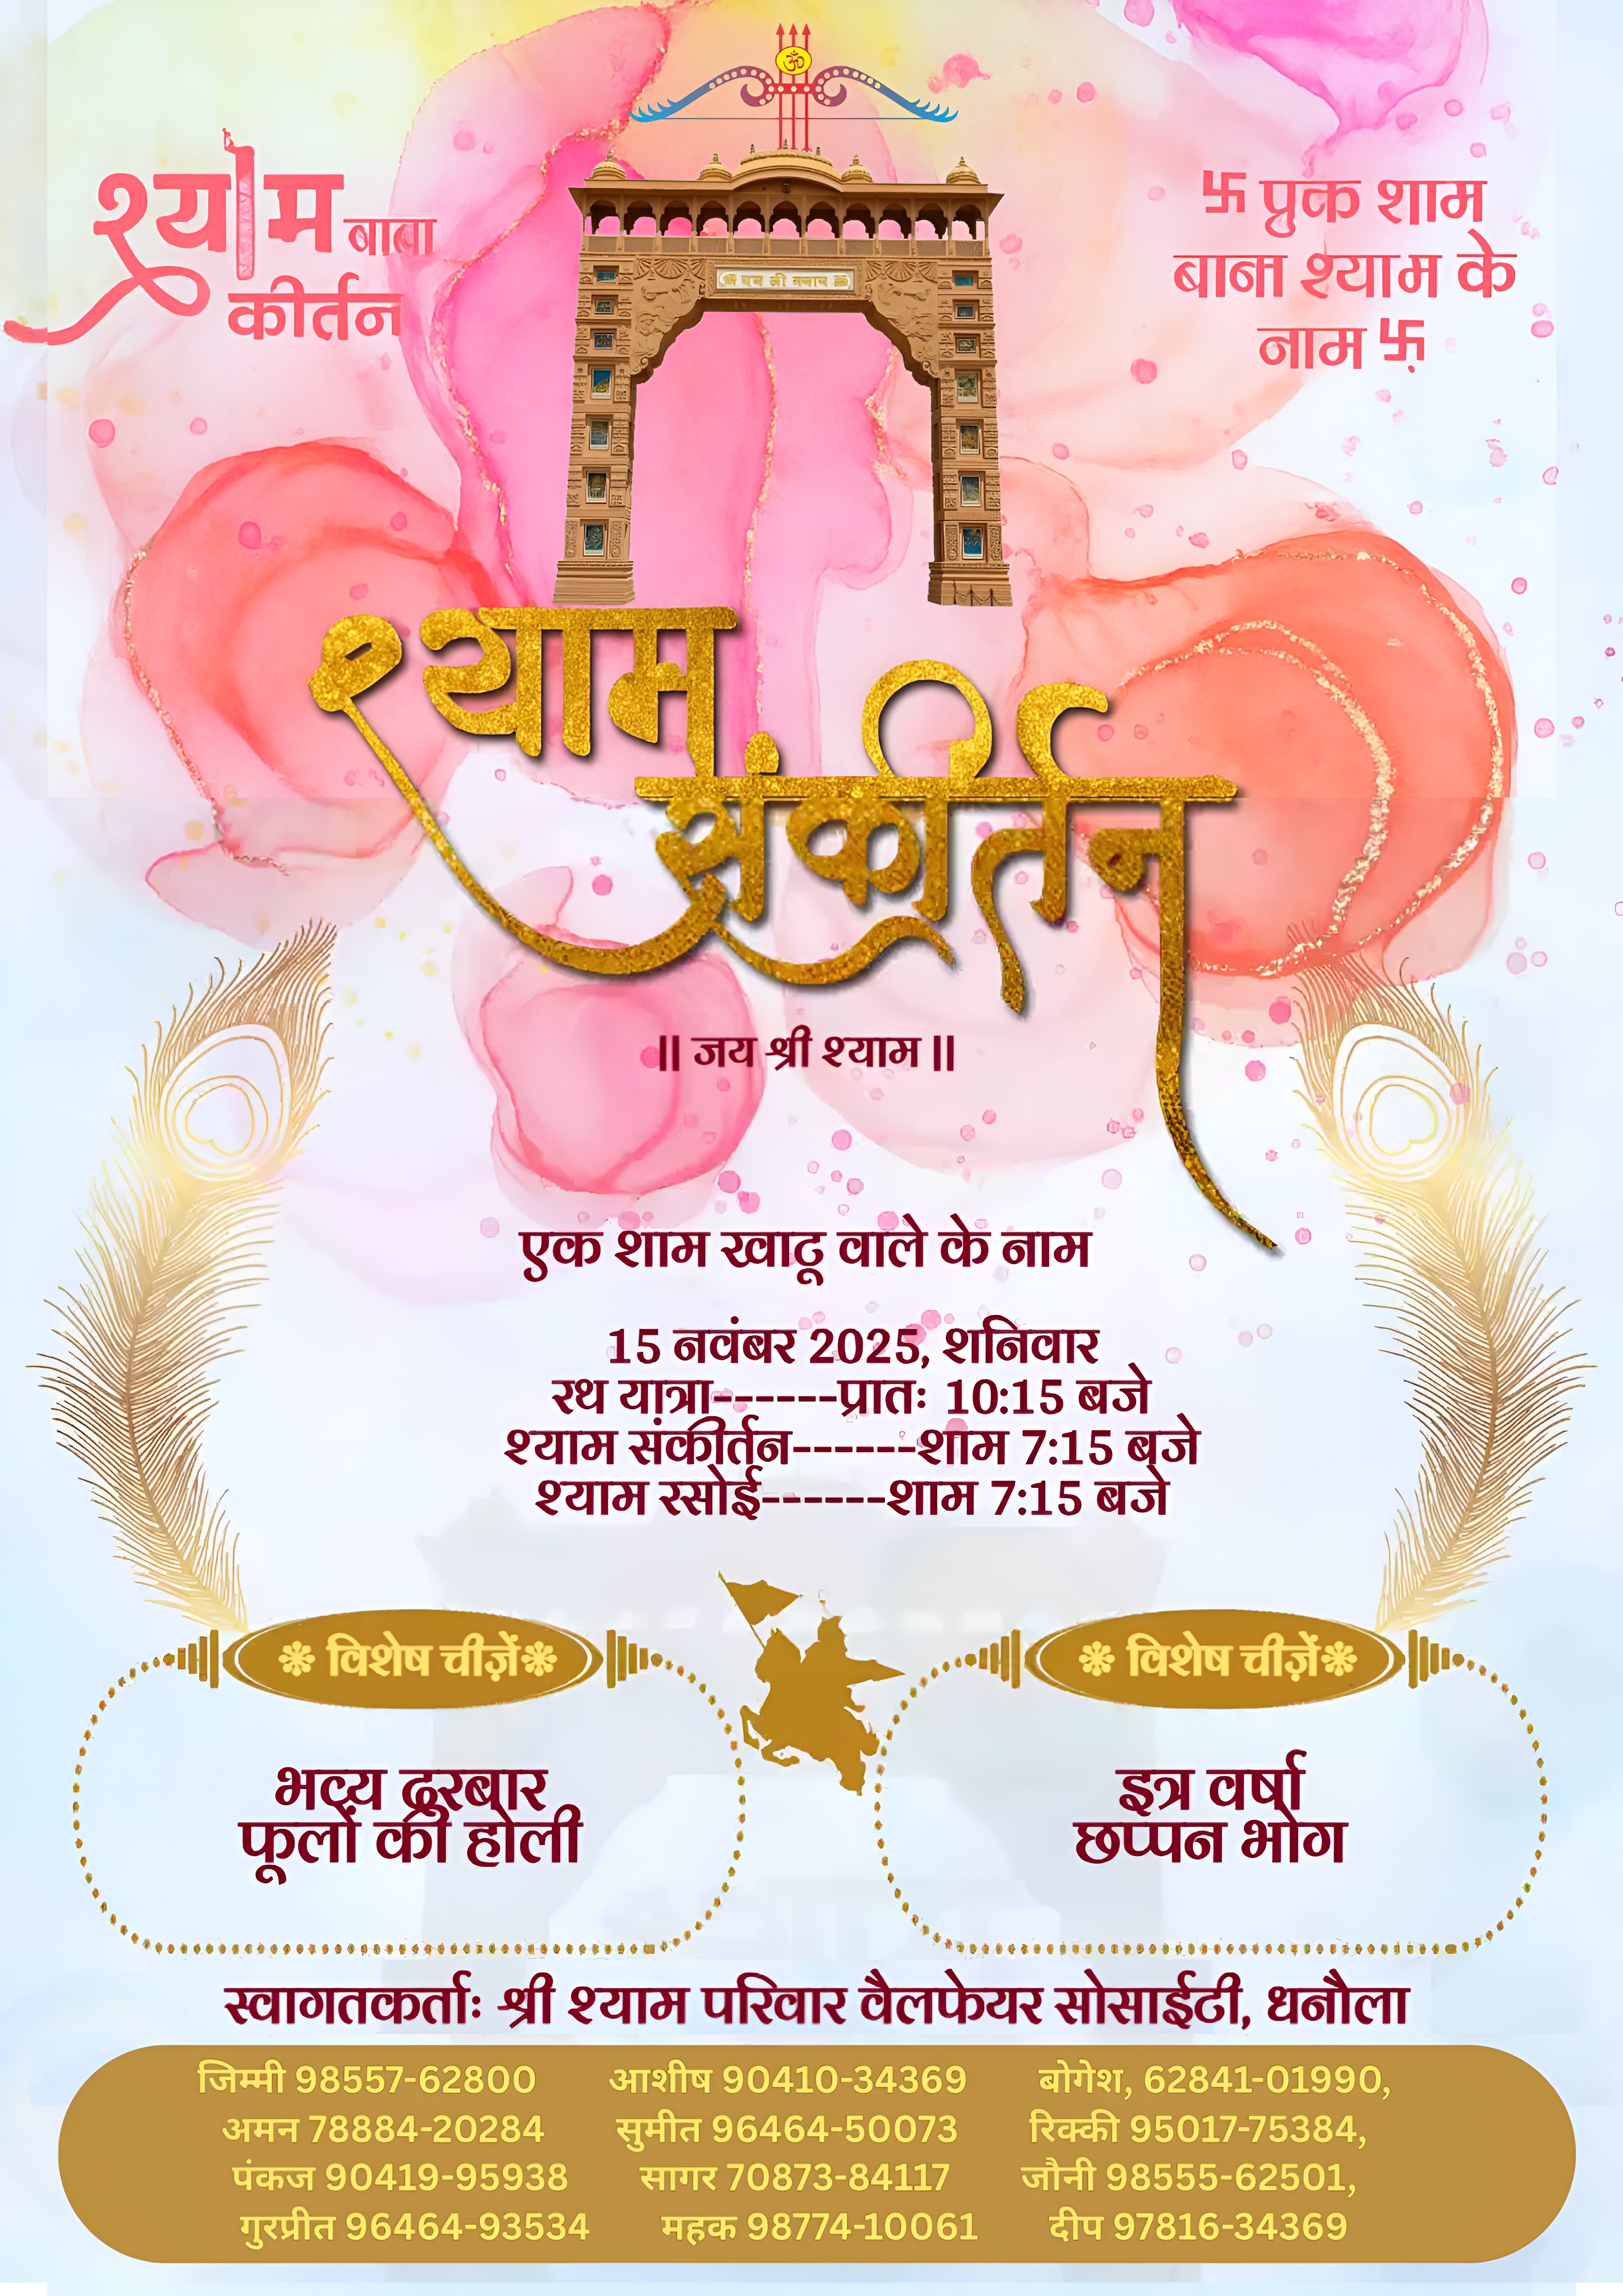 श्याम बाबा
कीर्तन
卐 एक शाम
बाबा श्याम के
नाम 卐
श्याम
संकीर्तन
|| जय श्री श्याम ||
एक शाम खाटू वाले के नाम
15 नवंबर 2025, शनिवार
रथ यात्रा------प्रातः 10:15 बजे
श्याम संकीर्तन------शाम 7:15 बजे
श्याम रसोई------शाम 7:15 बजे
❇ विशेष चीज़ें❇ ❇ विशेष चीज़ें❇
भव्य दरबार
फूलों की होली
इत्र वर्षा
छप्पन भोग
स्वागतकर्ताः श्री श्याम परिवार वैलफेयर सोसाईटी, धनौला
जिम्मी 98557-62800 आशीष 90410-34369 बोगेश, 62841-01990,
अमन 78884-20284 सुमीत 96464-50073 रिक्की 95017-75384,
पंकज 90419-95938 सागर 70873-84117 जौनी 98555-62501,
गुरप्रीत 96464-93534 महक 98774-10061 दीप 97816-34369